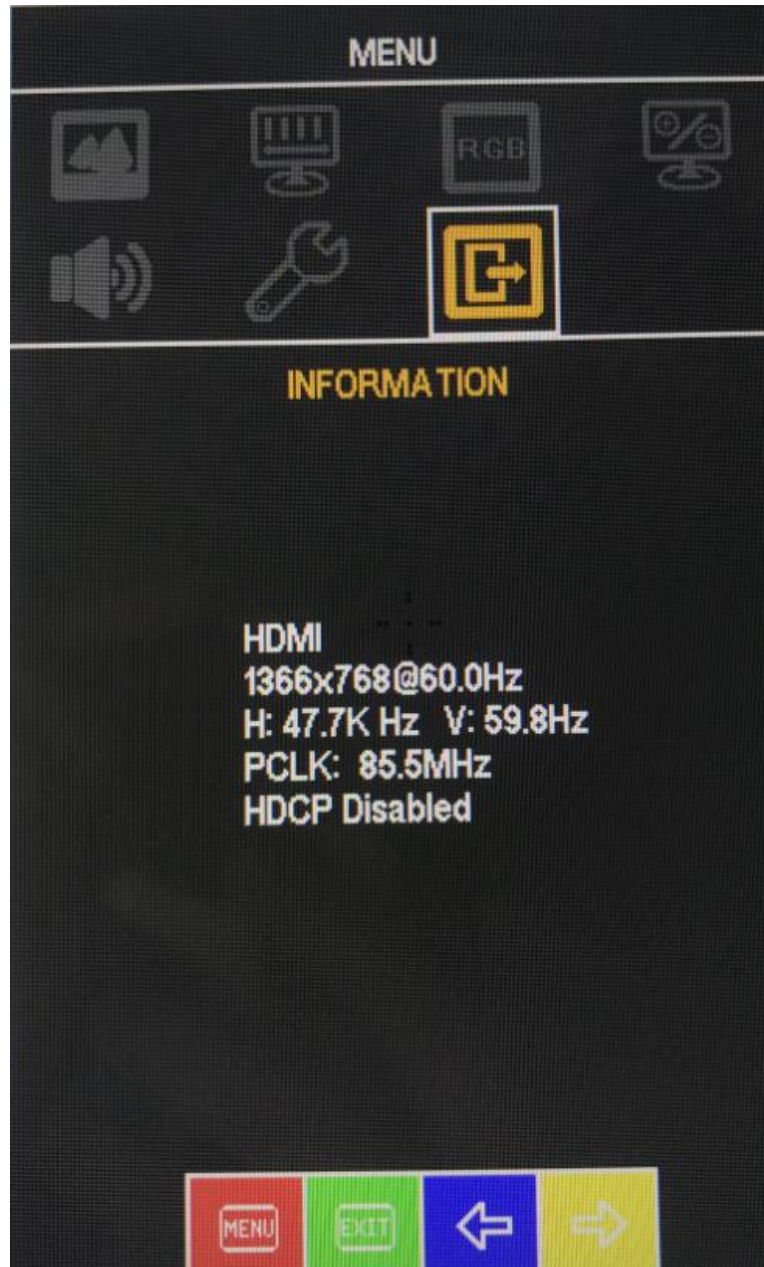 MENU
RGB
INFORMATION
HDMI
1366x768@60.0Hz
H: 47.7K Hz V: 59.8Hz
PCLK: 85.5MHz
HDCP Disabled
MENU EXIT